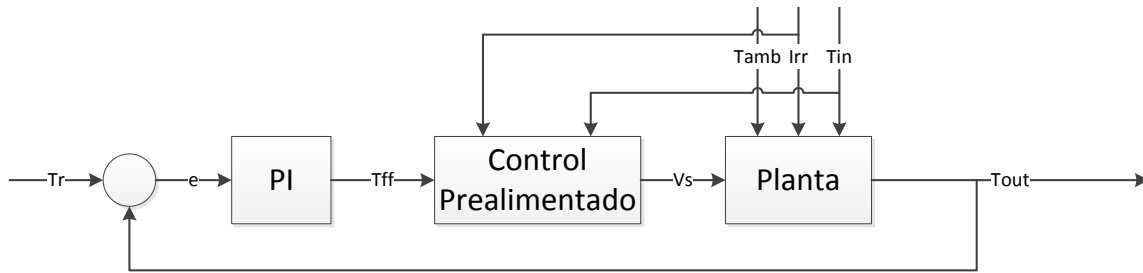 Tamb
Irr
Tin
Tr
e
PI
Tff
Control
Prealimentado
Vs
Planta
Tout